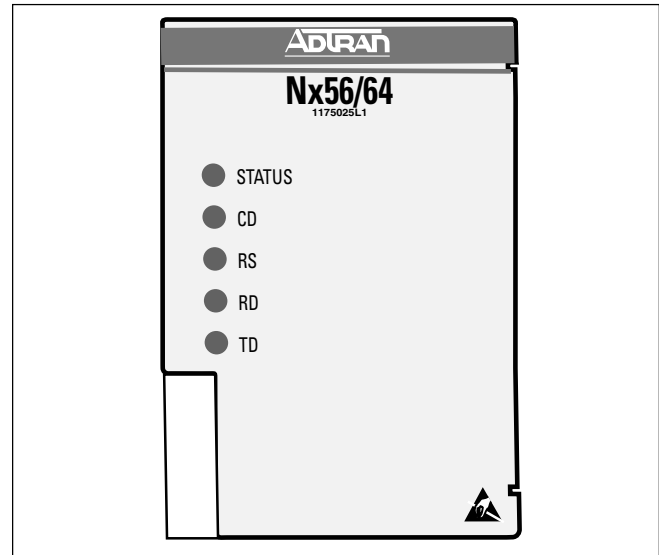 ADTRAN
Nx56/64
1175025L1
STATUS
CD
RS
RD
TD